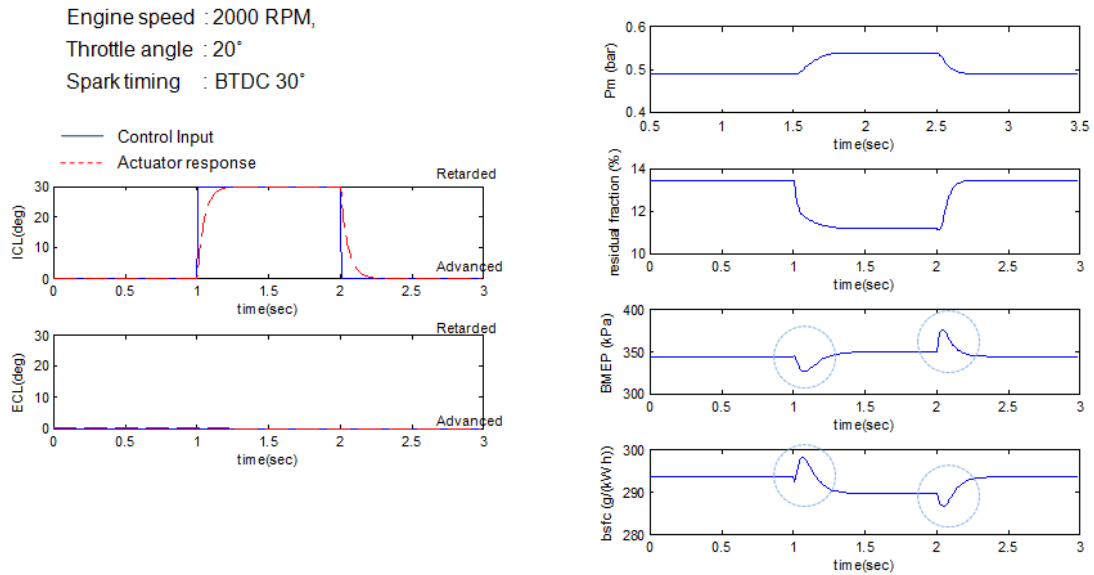 Engine speed : 2000 RPM,
Throttle angle : 20°
Spark timing : BTDC 30°
Control Input
Actuator response
Retarded
30
20
10
0
ICL(deg)
Advanced
0 0.5 1 1.5 2 2.5 3
time(sec)
Retarded
30
20
10
0
ECL(deg)
Advanced
0 0.5 1 1.5 2 2.5 3
time(sec)
0.6
0.5
0.4
Pm (bar)
0.5 1 1.5 2 2.5 3 3.5
time(sec)
14
12
10
residual fraction (%)
0 0.5 1 1.5 2 2.5 3
time(sec)
400
350
300
BMEP (kPa)
0 0.5 1 1.5 2 2.5 3
time(sec)
300
290
280
bsfc (g/(kW h))
0 0.5 1 1.5 2 2.5 3
time(sec)